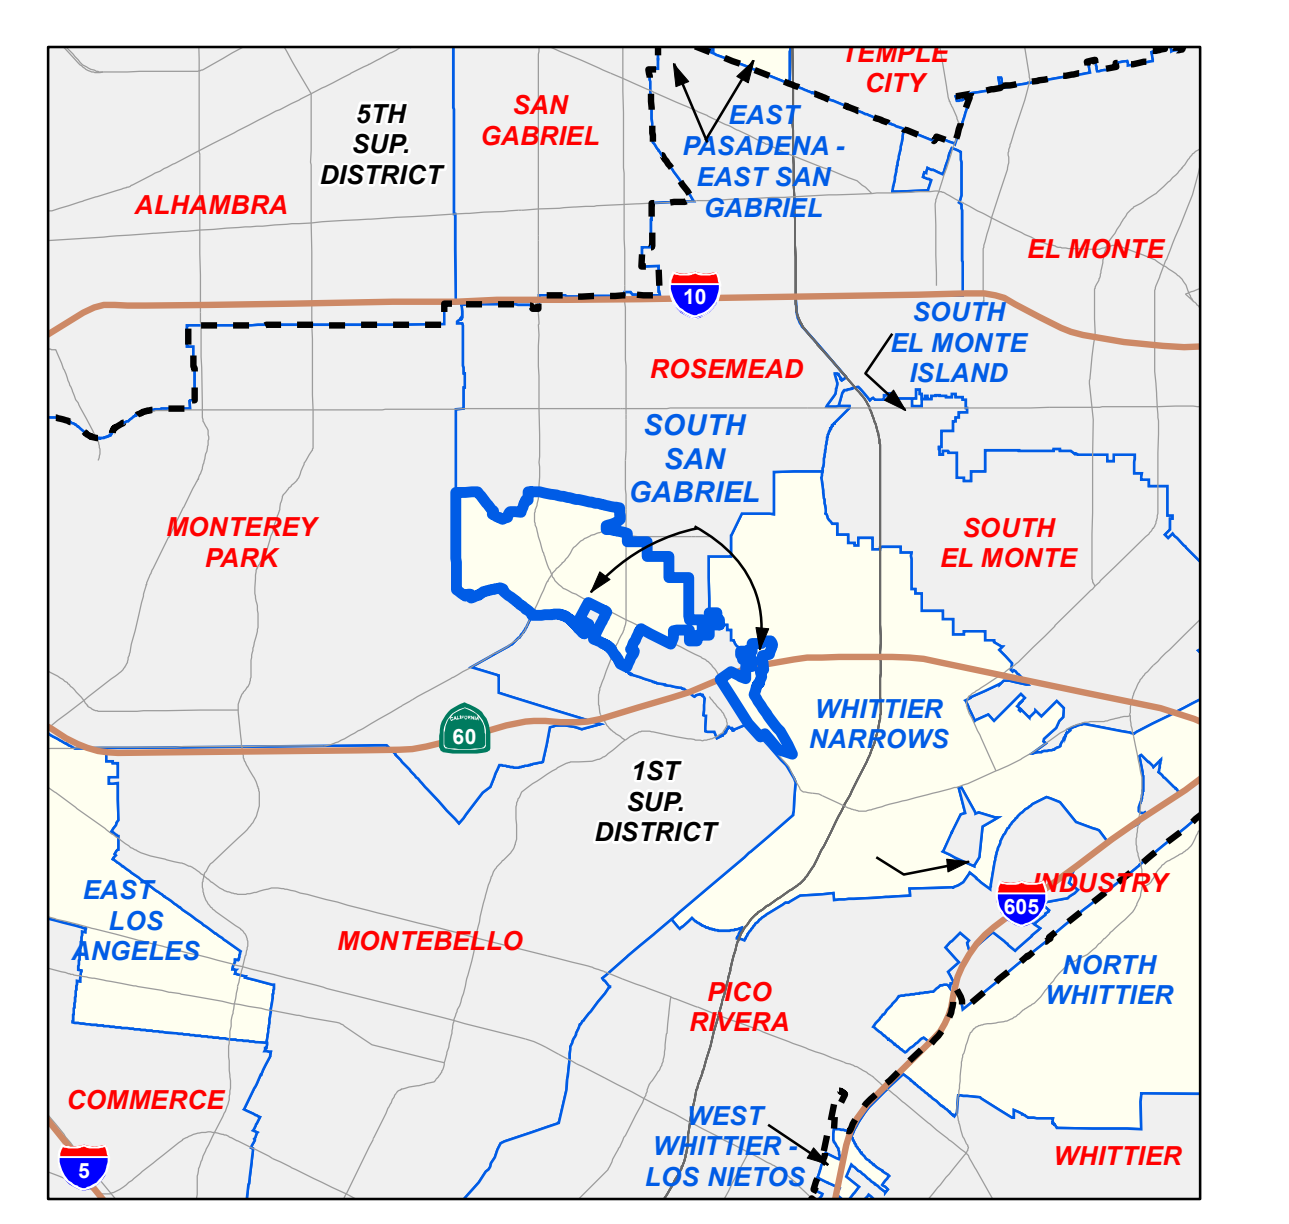 TEMPLE
CITY
5TH
SUP.
DISTRICT
SAN
GABRIEL
EAST
PASADENA -
EAST SAN
GABRIEL
ALHAMBRA
EL MONTE
10
SOUTH
EL MONTE
ISLAND
ROSEMEAD
SOUTH
SAN
GABRIEL
MONTEREY
PARK
SOUTH
EL MONTE
CALIFORNIA
60
WHITTIER
NARROWS
1ST
SUP.
DISTRICT
EAST
LOS
ANGELES
INDUSTRY
605
MONTEBELLO
NORTH
WHITTIER
PICO
RIVERA
COMMERCE
WEST
WHITTIER -
LOS NIETOS
WHITTIER
5